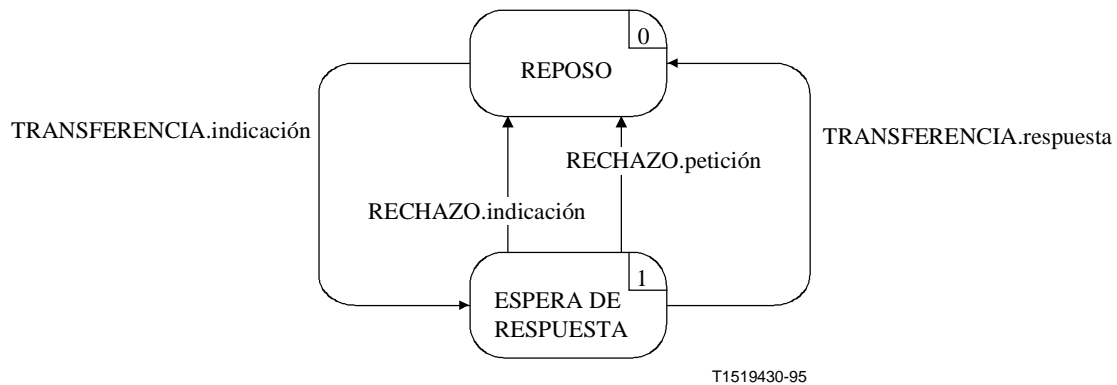 0
REPOSO
TRANSFERENCIA.indicación
TRANSFERENCIA.respuesta
RECHAZO.petición
RECHAZO.indicación
1
ESPERA DE
RESPUESTA
T1519430-95